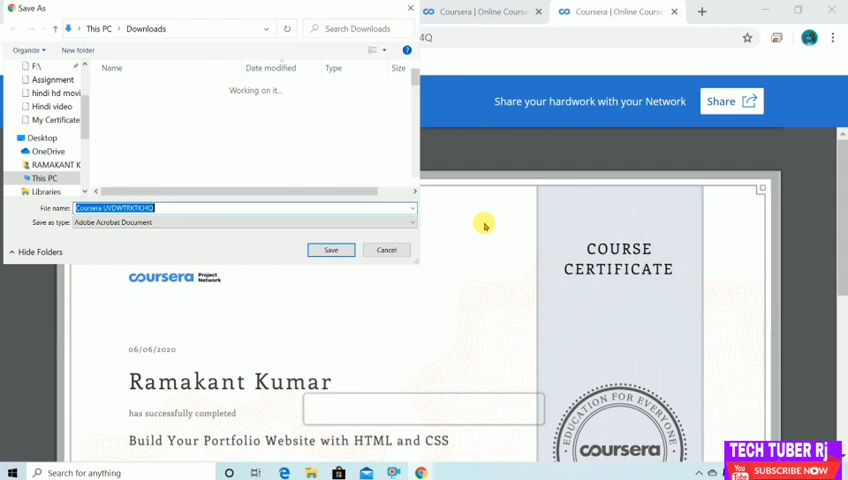 Save As
Coursera | Online Course
Coursera | Online Cours
This PC > Downloads
Search Downloads
4Q
Organize
New folder
Name
Date modified
Type
Size
Working on it...
F:\
Assignment
hindi hd movi
Hindi video
My Certificate
Desktop
OneDrive
RAMAKANT K
This PC
Libraries
File name:
Save as type:
Adobe Acrobat Document
Hide Folders
Save
Cancel
Share your hardwork with your Network
Share
coursera
Project
Network
COURSE
CERTIFICATE
06/06/2020
Ramakant Kumar
has successfully completed
Build Your Portfolio Website with HTML and CSS
EDUCATION FOR EVERYONE
coursera
TECH TUBER Rj
You
Tube
SUBSCRIBE NOW
Search for anything